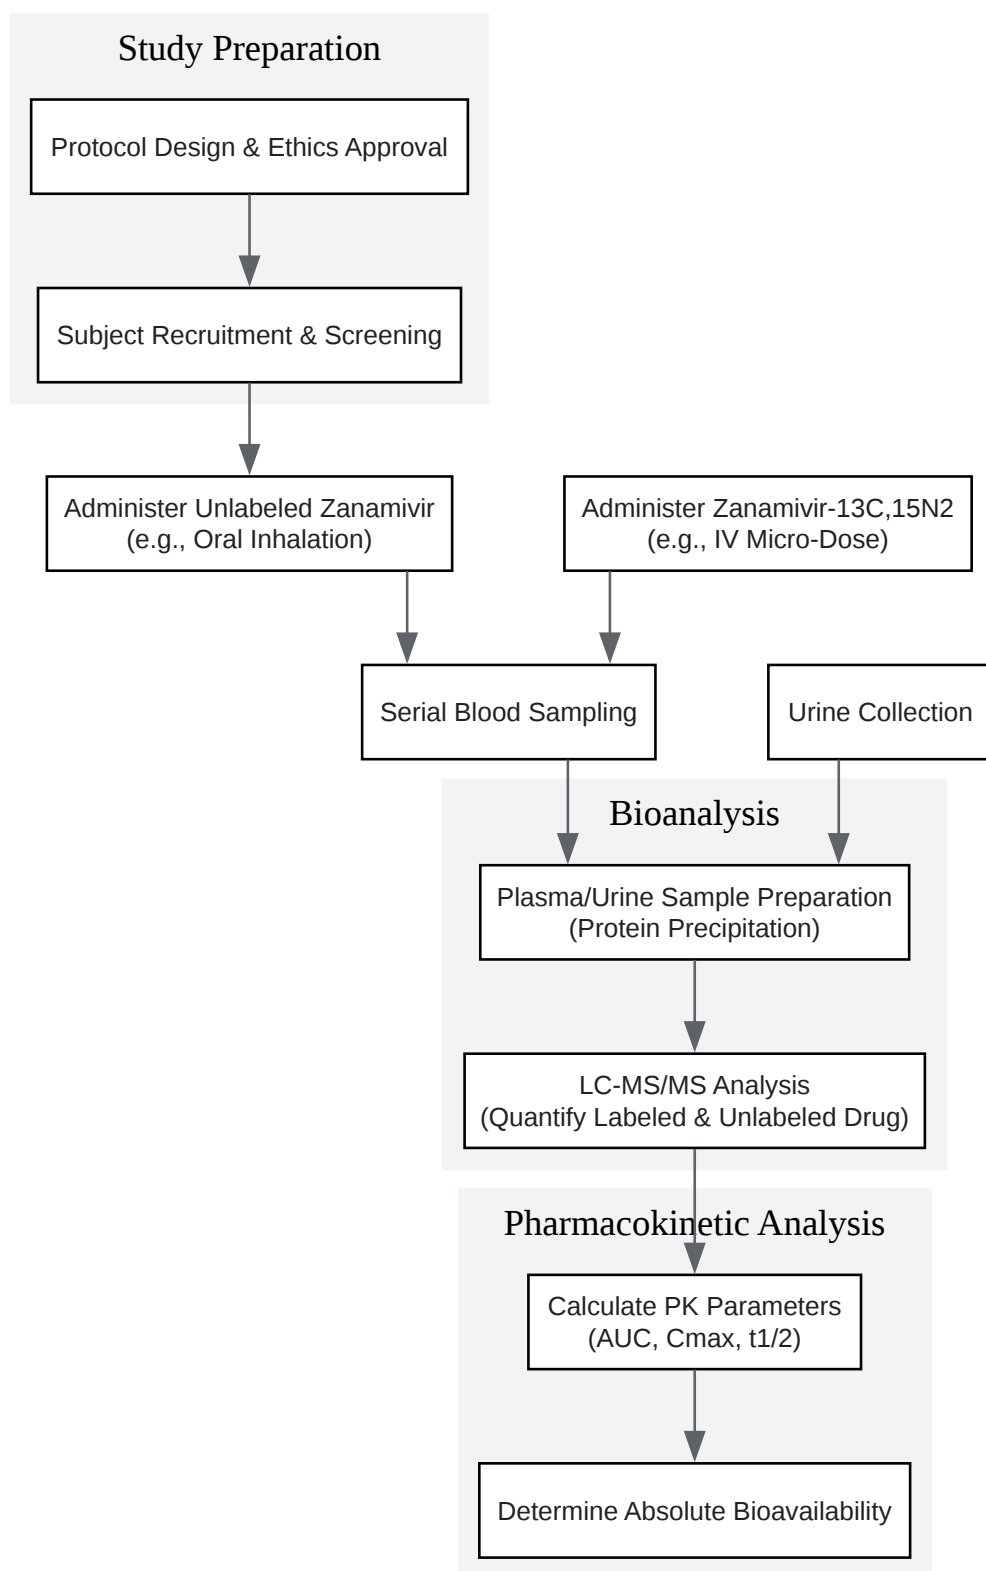 Study Preparation
Protocol Design & Ethics Approval
Subject Recruitment & Screening
Administer Unlabeled Zanamivir
(e.g., Oral Inhalation)
Administer Zanamivir-13C,15N2
(e.g., IV Micro-Dose)
Serial Blood Sampling
Urine Collection
Bioanalysis
Plasma/Urine Sample Preparation
(Protein Precipitation)
LC-MS/MS Analysis
(Quantify Labeled & Unlabeled Drug)
Pharmacokinetic Analysis
Calculate PK Parameters
(AUC, Cmax, t1/2)
Determine Absolute Bioavailability